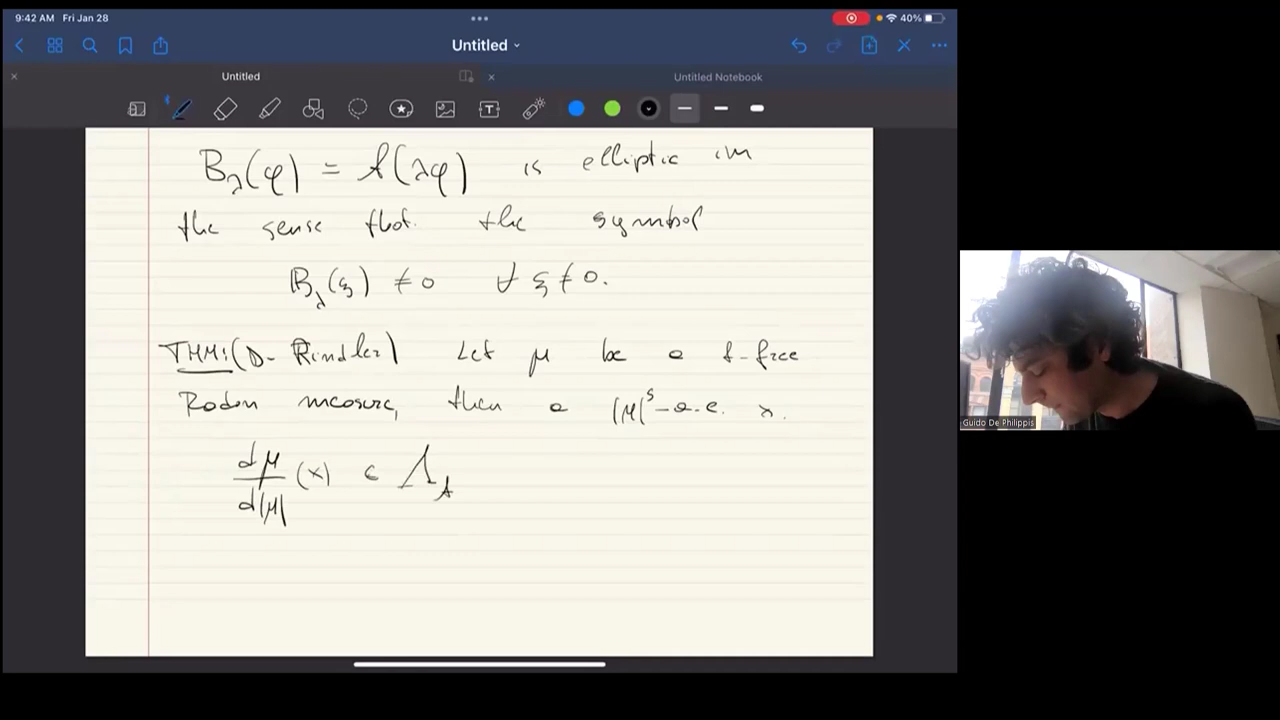 9:42 AM Fri Jan 28
40%
Untitled
Untitled
Untitled Notebook
B_λ(φ) = A(λφ) is elliptic in
the sense that the symbol
B_λ(ξ) ≠ 0 ∀ ξ ≠ 0.
THM: (D-Rindler) Let μ be a A-free
Radon measure, then a |μ|^s-a.e. x.
dμ/d|μ| (x) ∈ Λ_A
Guido De Philippis